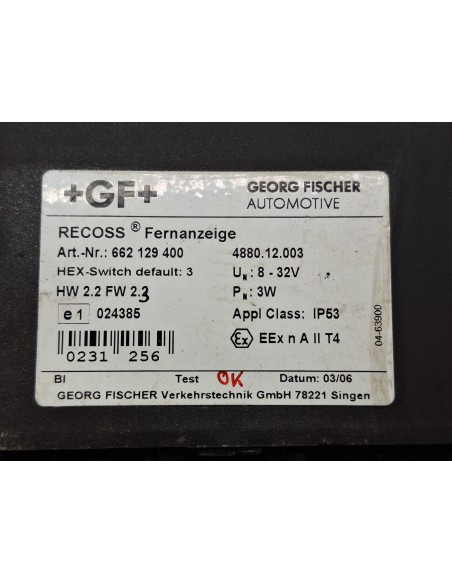 +GF+ GEORG FISCHER
AUTOMOTIVE
RECOSS ® Fernanzeige
Art.-Nr.: 662 129 400 4880.12.003
HEX-Switch default: 3 UN: 8 - 32V
HW 2.2 FW 2.3 PN: 3W
e1 024385 Appl Class: IP53
Ex EEx n A II T4
0231 256
04-63900
BI Test OK Datum: 03/06
GEORG FISCHER Verkehrstechnik GmbH 78221 Singen